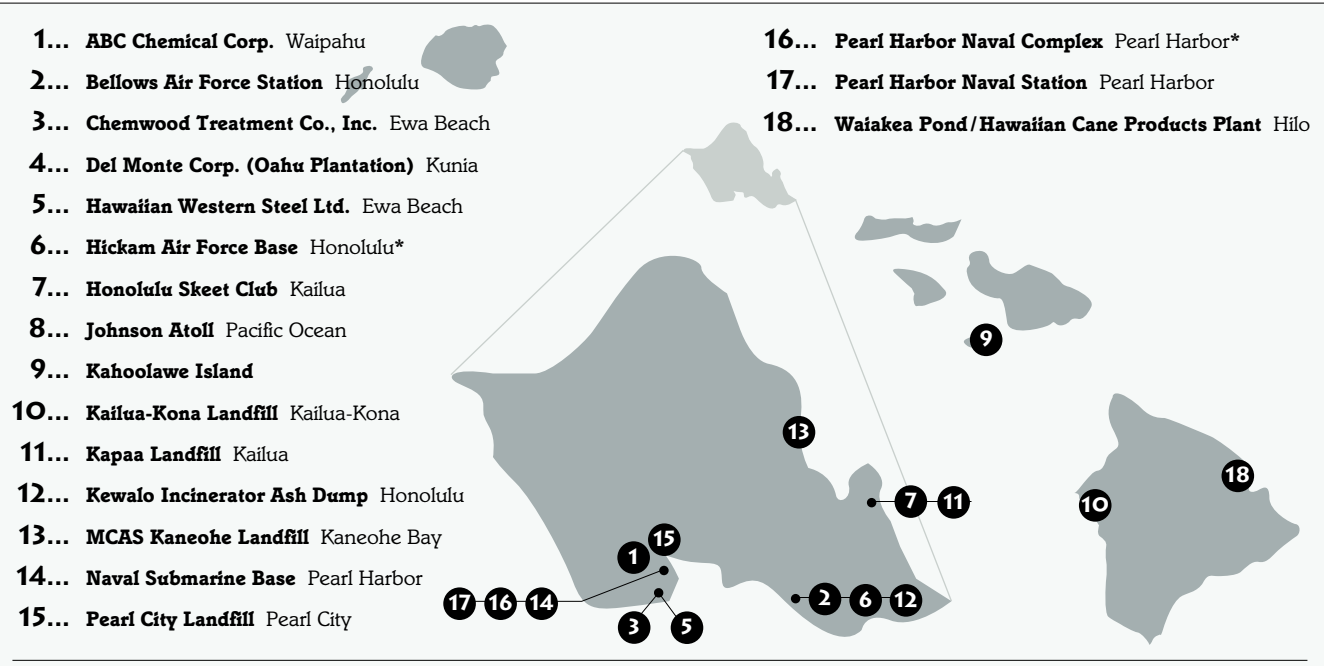 1... ABC Chemical Corp. Waipahu
2... Bellows Air Force Station Honolulu
3... Chemwood Treatment Co., Inc. Ewa Beach
4... Del Monte Corp. (Oahu Plantation) Kunia
5... Hawaiian Western Steel Ltd. Ewa Beach
6... Hickam Air Force Base Honolulu*
7... Honolulu Skeet Club Kailua
8... Johnson Atoll Pacific Ocean
9... Kahoolawe Island
10... Kailua-Kona Landfill Kailua-Kona
11... Kapaa Landfill Kailua
12... Kewalo Incinerator Ash Dump Honolulu
13... MCAS Kaneohe Landfill Kaneohe Bay
14... Naval Submarine Base Pearl Harbor
15... Pearl City Landfill Pearl City
16... Pearl Harbor Naval Complex Pearl Harbor*
17... Pearl Harbor Naval Station Pearl Harbor
18... Waiakea Pond/Hawaiian Cane Products Plant Hilo
9
13
18
7 11
10
15
1
17 16 14
2 6 12
3 5